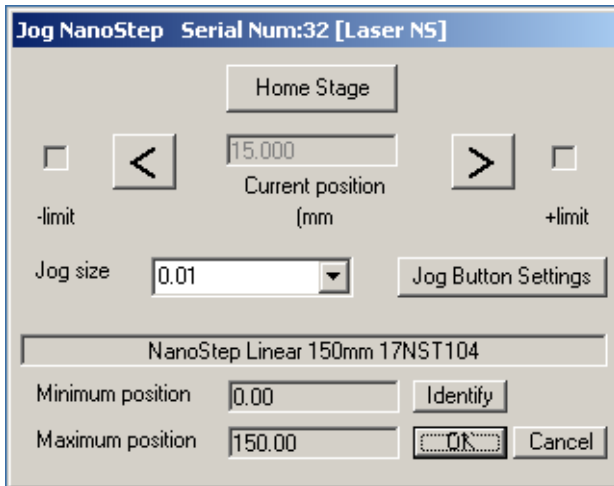 Jog NanoStep Serial Num:32 [Laser NS]
Home Stage
< 15.000 >
Current position
-limit (mm +limit
Jog size 0.01 Jog Button Settings
NanoStep Linear 150mm 17NST104
Minimum position 0.00 Identify
Maximum position 150.00 OK Cancel